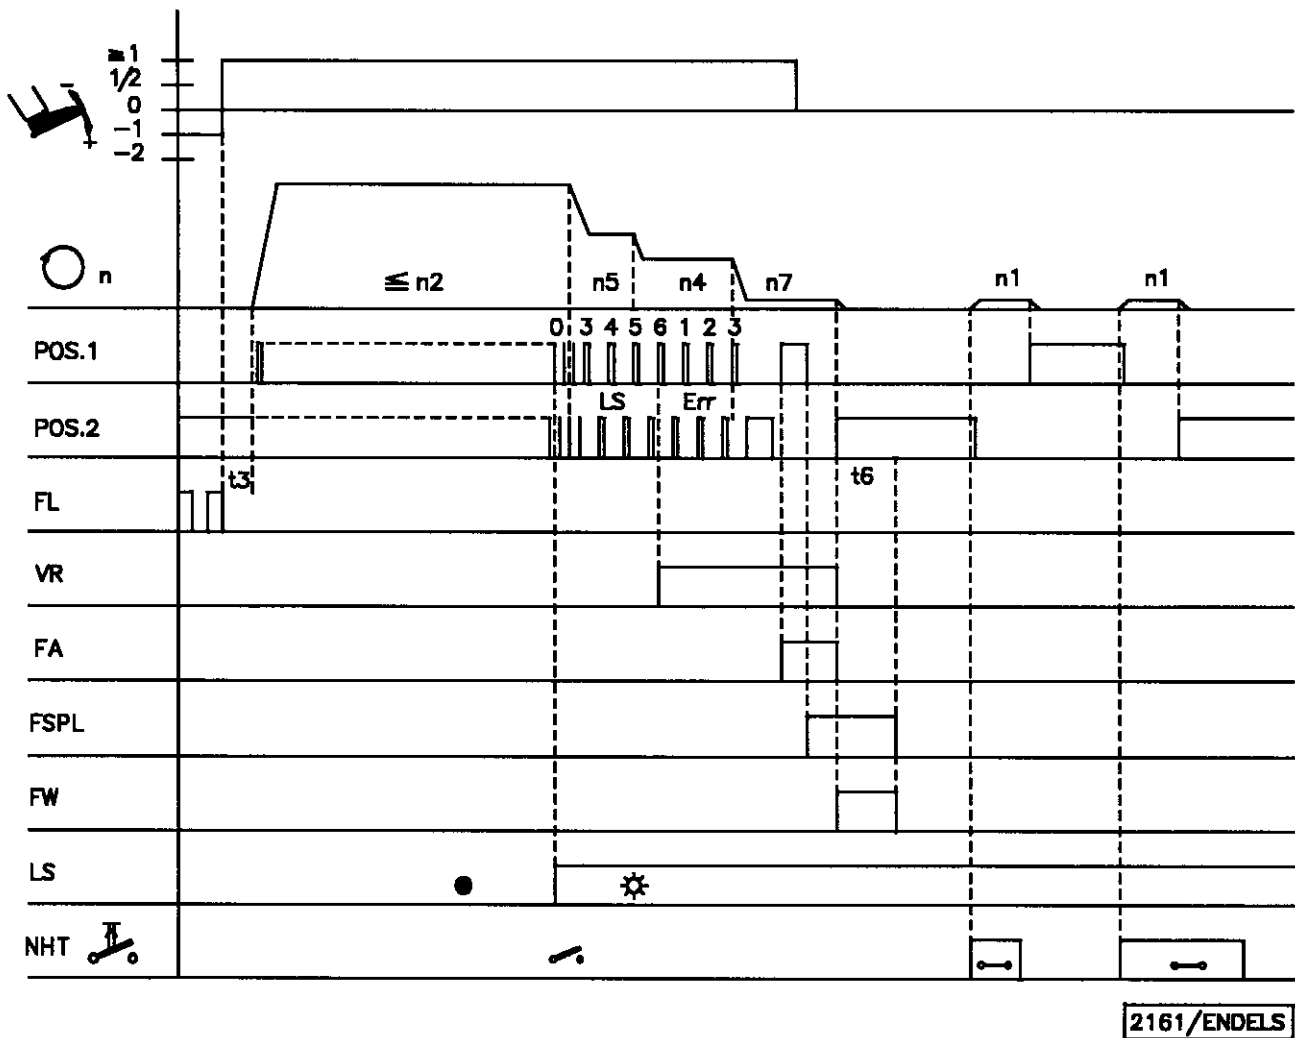 ≧1
1/2
0
-1
-2
-
+
n
≦ n2
n5
n4
n7
n1
n1
0 3 4 5 6 1 2 3
POS.1
LS
Err
POS.2
t3
t6
FL
VR
FA
FSPL
FW
LS
NHT
2161/ENDELS